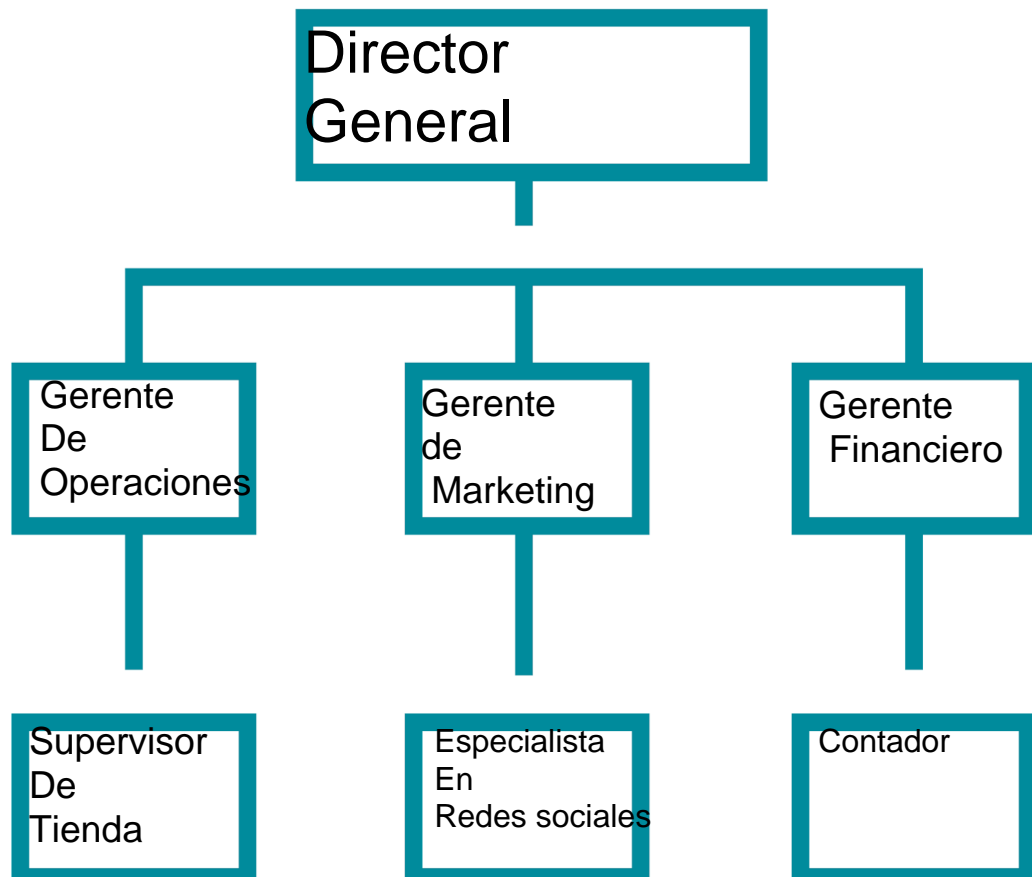 Director
General
Gerente
De
Operaciones
Gerente
de
Marketing
Gerente
Financiero
Supervisor
De
Tienda
Especialista
En
Redes sociales
Contador